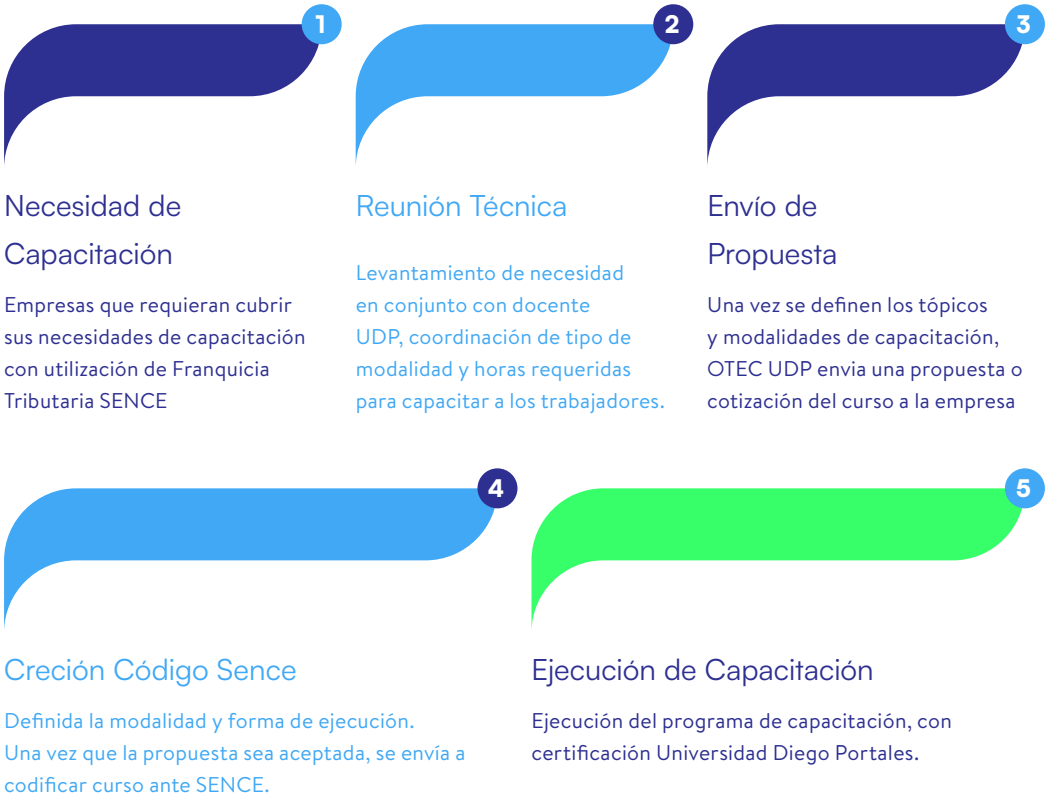 1
Necesidad de
Capacitación
Empresas que requieran cubrir
sus necesidades de capacitación
con utilización de Franquicia
Tributaria SENCE
2
Reunión Técnica
Levantamiento de necesidad
en conjunto con docente
UDP, coordinación de tipo de
modalidad y horas requeridas
para capacitar a los trabajadores.
3
Envío de
Propuesta
Una vez se definen los tópicos
y modalidades de capacitación,
OTEC UDP envia una propuesta o
cotización del curso a la empresa
4
Creción Código Sence
Definida la modalidad y forma de ejecución.
Una vez que la propuesta sea aceptada, se envía a
codificar curso ante SENCE.
5
Ejecución de Capacitación
Ejecución del programa de capacitación, con
certificación Universidad Diego Portales.